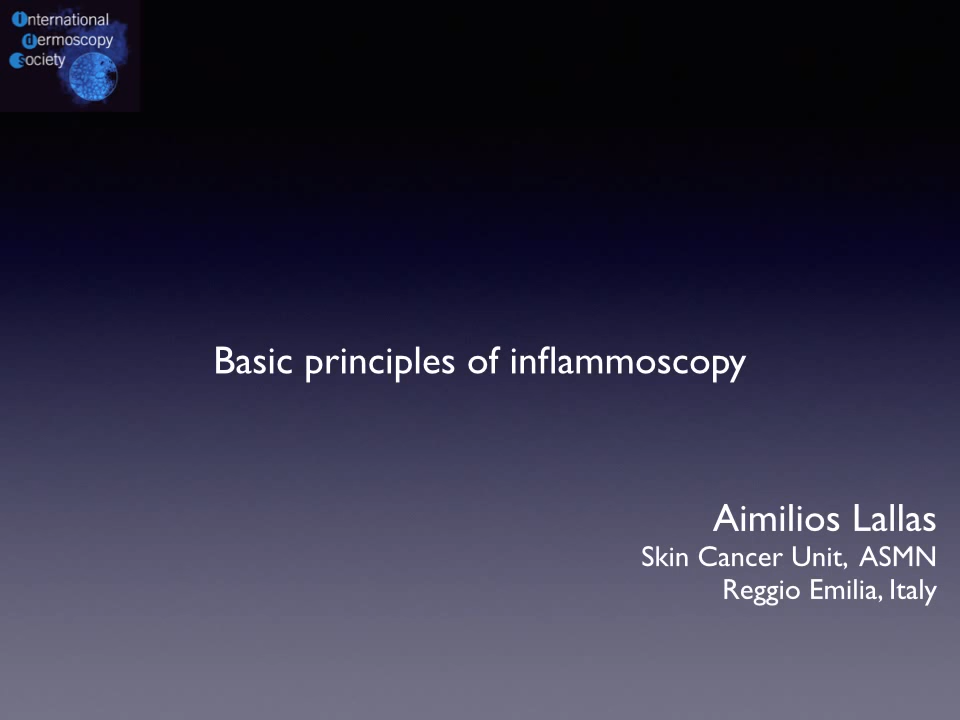 International
Dermoscopy
Society
Basic principles of inflammoscopy
Aimilios Lallas
Skin Cancer Unit, ASMN
Reggio Emilia, Italy